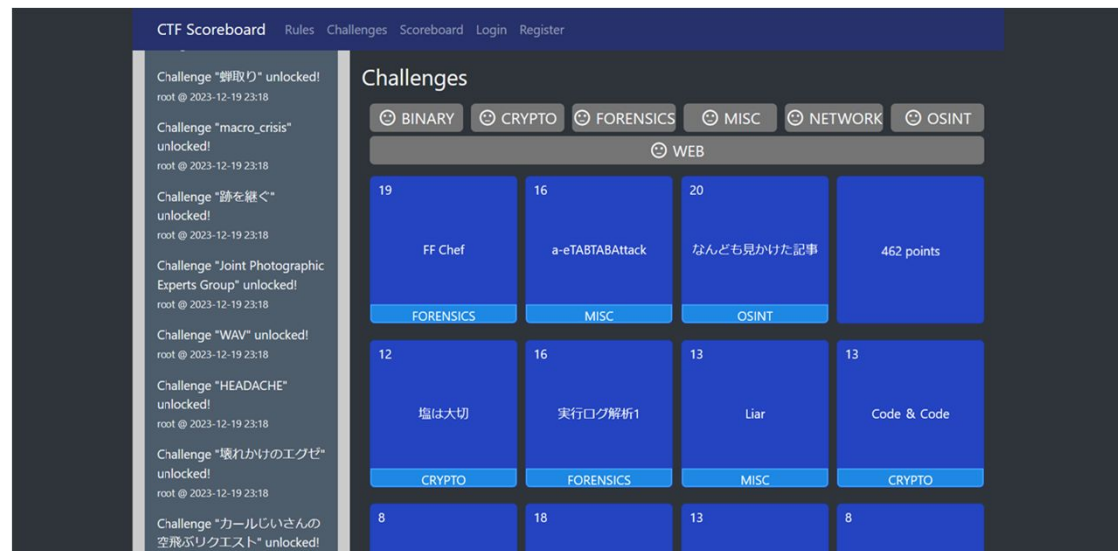 CTF Scoreboard Rules Challenges Scoreboard Login Register
Challenge "蝉取り" unlocked!
root @ 2023-12-19 23:18
Challenge "macro_crisis"
unlocked!
root @ 2023-12-19 23:18
Challenge "跡を継ぐ"
unlocked!
root @ 2023-12-19 23:18
Challenge "Joint Photographic
Experts Group" unlocked!
root @ 2023-12-19 23:18
Challenge "WAV" unlocked!
root @ 2023-12-19 23:18
Challenge "HEADACHE"
unlocked!
root @ 2023-12-19 23:18
Challenge "壊れかけのエグゼ"
unlocked!
root @ 2023-12-19 23:18
Challenge "カールじいさんの
空飛ぶリクエスト" unlocked!
Challenges
BINARY CRYPTO FORENSICS MISC NETWORK OSINT
WEB
19 16 20
FF Chef a-eTABTABAttack なんども見かけた記事 462 points
FORENSICS MISC OSINT
12 16 13 13
塩は大切 実行ログ解析1 Liar Code & Code
CRYPTO FORENSICS MISC CRYPTO
8 18 13 8